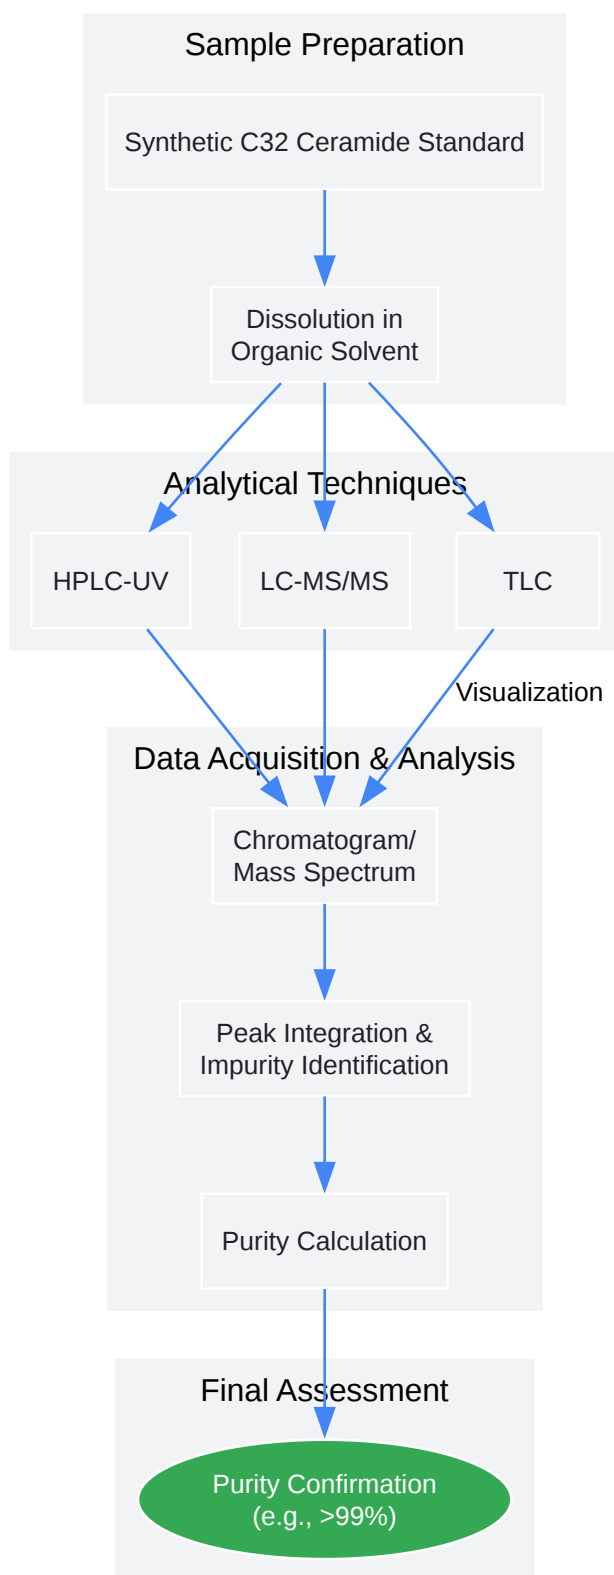 Sample Preparation
Synthetic C32 Ceramide Standard
Dissolution in
Organic Solvent
Analytical Techniques
HPLC-UV
LC-MS/MS
TLC
Visualization
Data Acquisition & Analysis
Chromatogram/
Mass Spectrum
Peak Integration &
Impurity Identification
Purity Calculation
Final Assessment
Purity Confirmation
(e.g., >99%)